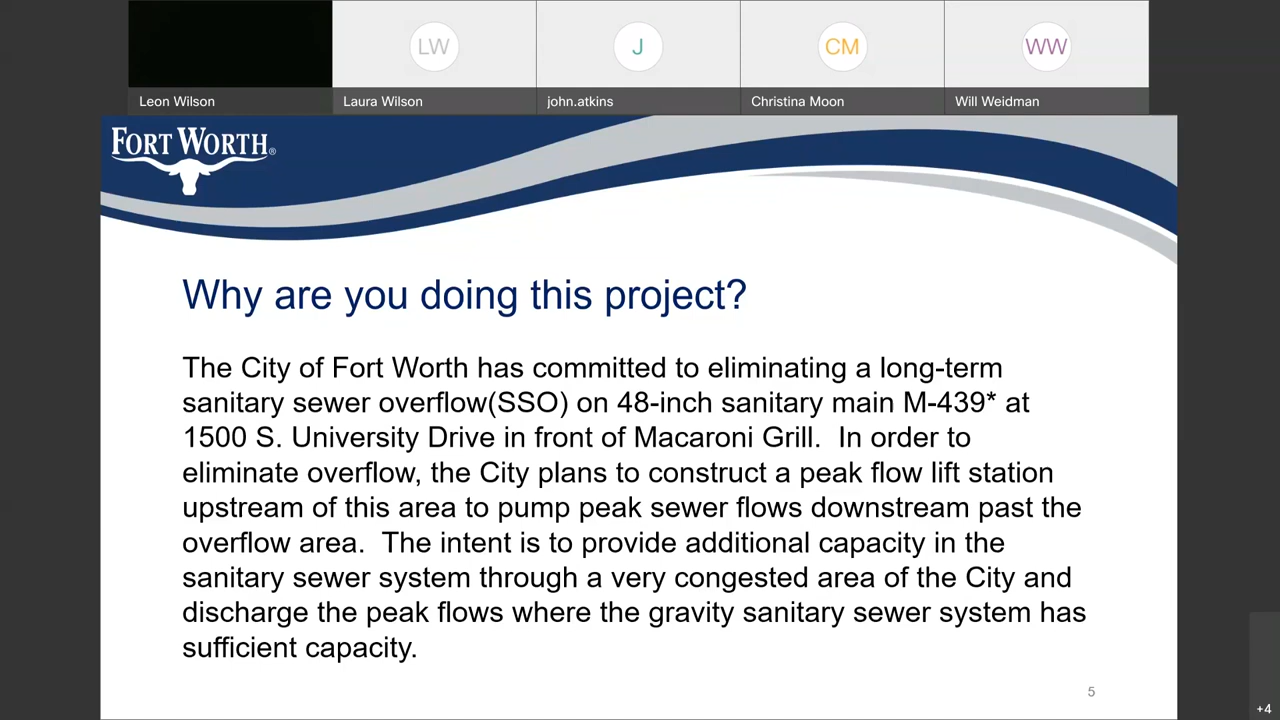 LW
J
CM
WW
Leon Wilson
Laura Wilson
john.atkins
Christina Moon
Will Weidman
FORT WORTH®
Why are you doing this project?
The City of Fort Worth has committed to eliminating a long-term
sanitary sewer overflow(SSO) on 48-inch sanitary main M-439* at
1500 S. University Drive in front of Macaroni Grill.  In order to
eliminate overflow, the City plans to construct a peak flow lift station
upstream of this area to pump peak sewer flows downstream past the
overflow area.  The intent is to provide additional capacity in the
sanitary sewer system through a very congested area of the City and
discharge the peak flows where the gravity sanitary sewer system has
sufficient capacity.
5
+4